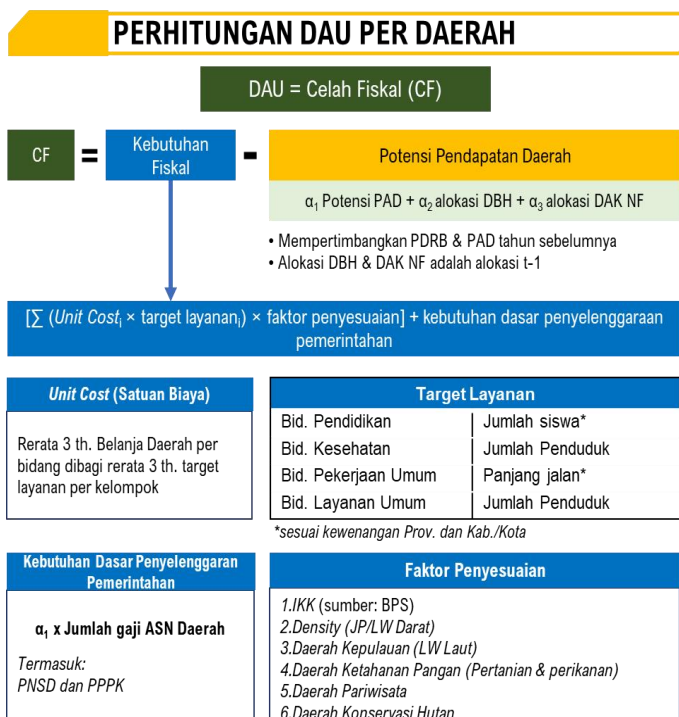 PERHITUNGAN DAU PER DAERAH
DAU = Celah Fiskal (CF)
CF = Kebutuhan Fiskal - Potensi Pendapatan Daerah
α₁ Potensi PAD + α₂ alokasi DBH + α₃ alokasi DAK NF
• Mempertimbangkan PDRB & PAD tahun sebelumnya
• Alokasi DBH & DAK NF adalah alokasi t-1
[∑ (Unit Costᵢ × target layananᵢ) × faktor penyesuaian] + kebutuhan dasar penyelenggaraan
pemerintahan
Unit Cost (Satuan Biaya)
Rerata 3 th. Belanja Daerah per
bidang dibagi rerata 3 th. target
layanan per kelompok
Target Layanan
Bid. Pendidikan Jumlah siswa*
Bid. Kesehatan Jumlah Penduduk
Bid. Pekerjaan Umum Panjang jalan*
Bid. Layanan Umum Jumlah Penduduk
*sesuai kewenangan Prov. dan Kab./Kota
Kebutuhan Dasar Penyelenggaran
Pemerintahan
α₁ x Jumlah gaji ASN Daerah
Termasuk:
PNSD dan PPPK
Faktor Penyesuaian
1.IKK (sumber: BPS)
2.Density (JP/LW Darat)
3.Daerah Kepulauan (LW Laut)
4.Daerah Ketahanan Pangan (Pertanian & perikanan)
5.Daerah Pariwisata
6.Daerah Konservasi Hutan